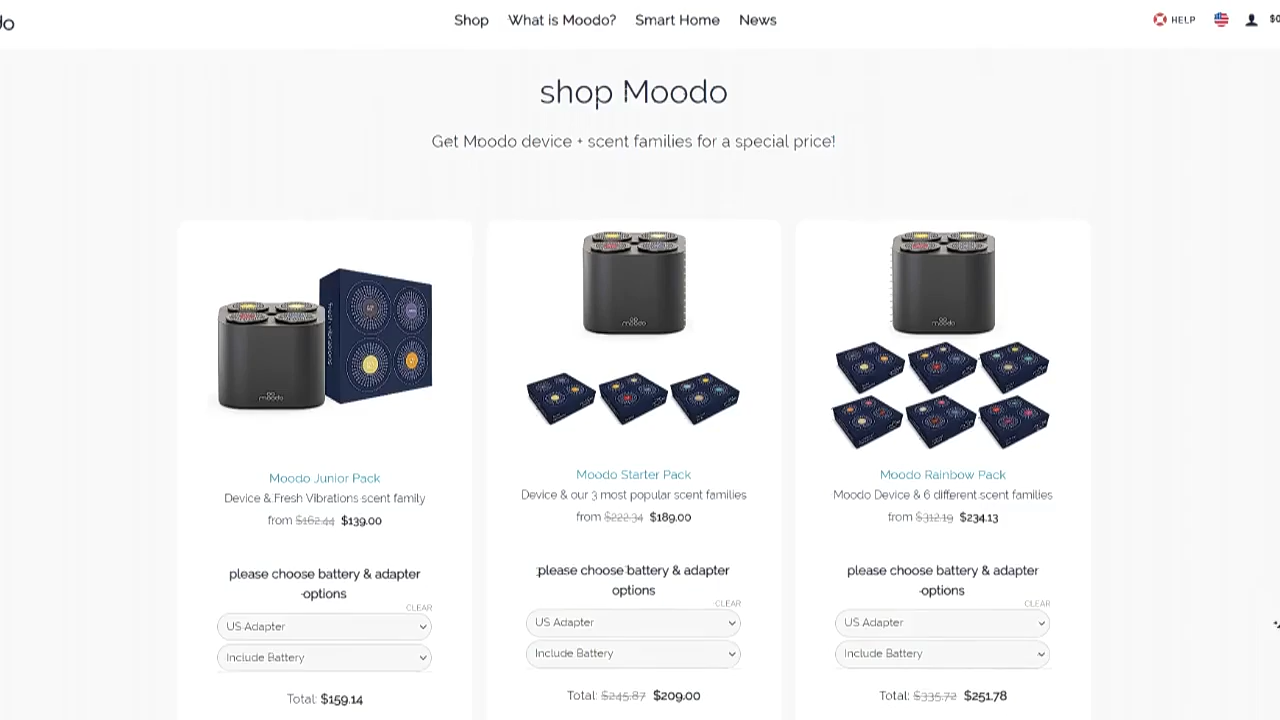 do
Shop What is Moodo? Smart Home News
HELP
$0
shop Moodo
Get Moodo device + scent families for a special price!
moodo
moodo
moodo
Moodo Junior Pack
Device & Fresh Vibrations scent family
from $162.44 $139.00
please choose battery & adapter
options
CLEAR
US Adapter
Include Battery
Total: $159.14
Moodo Starter Pack
Device & our 3 most popular scent families
from $222.34 $189.00
please choose battery & adapter
options
CLEAR
US Adapter
Include Battery
Total: $245.87 $209.00
Moodo Rainbow Pack
Moodo Device & 6 different scent families
from $312.19 $234.13
please choose battery & adapter
options
CLEAR
US Adapter
Include Battery
Total: $335.72 $251.78